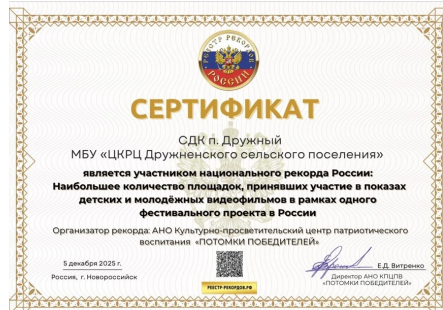 РЕЕСТР РЕКОРДОВ
РОССИИ
СЕРТИФИКАТ
СДК п. Дружный
МБУ «ЦКРЦ Дружненского сельского поселения»
является участником национального рекорда России:
Наибольшее количество площадок, принявших участие в показах
детских и молодёжных видеофильмов в рамках одного
фестивального проекта в России
Организатор рекорда: АНО Культурно-просветительский центр патриотического
воспитания «ПОТОМКИ ПОБЕДИТЕЛЕЙ»
5 декабря 2025 г.
Россия, г. Новороссийск
РЕЕСТР-РЕКОРДОВ.РФ
Е.Д. Витренко
Директор АНО КПЦПВ
«ПОТОМКИ ПОБЕДИТЕЛЕЙ»